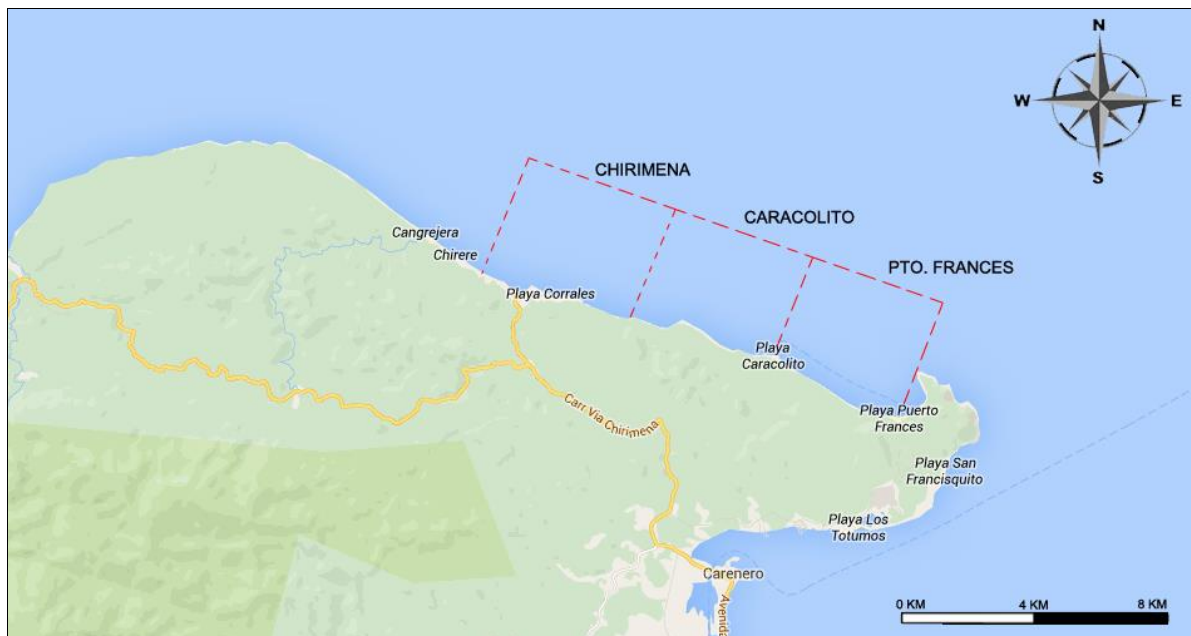 N
W
E
S
CHIRIMENA
CARACOLITO
PTO. FRANCES
Cangrejera
Chirere
Playa Corrales
Playa
Caracolito
Carr Via Chirimena
Playa Puerto
Frances
Playa San
Francisquito
Playa Los
Totumos
Carenero
Avenida
0 KM
4 KM
8 KM